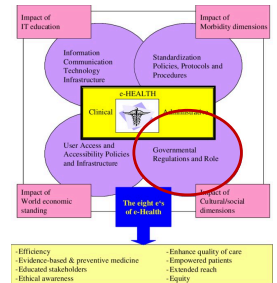 Impact of
IT education
Impact of
Morbidity dimensions
Information
Communication
Technology
Infrastructure
Standardization
Policies, Protocols and
Procedures
e-HEALTH
Clinical
Administrative
User Access and
Accessibility Policies
and Infrastructure
Governmental
Regulations and Role
Impact of
World economic
standing
The eight e's
of e-Health
Impact of
Cultural/social
dimensions
-Efficiency
-Evidence-based & preventive medicine
-Educated stakeholders
-Ethical awareness
-Enhance quality of care
-Empowered patients
-Extended reach
-Equity